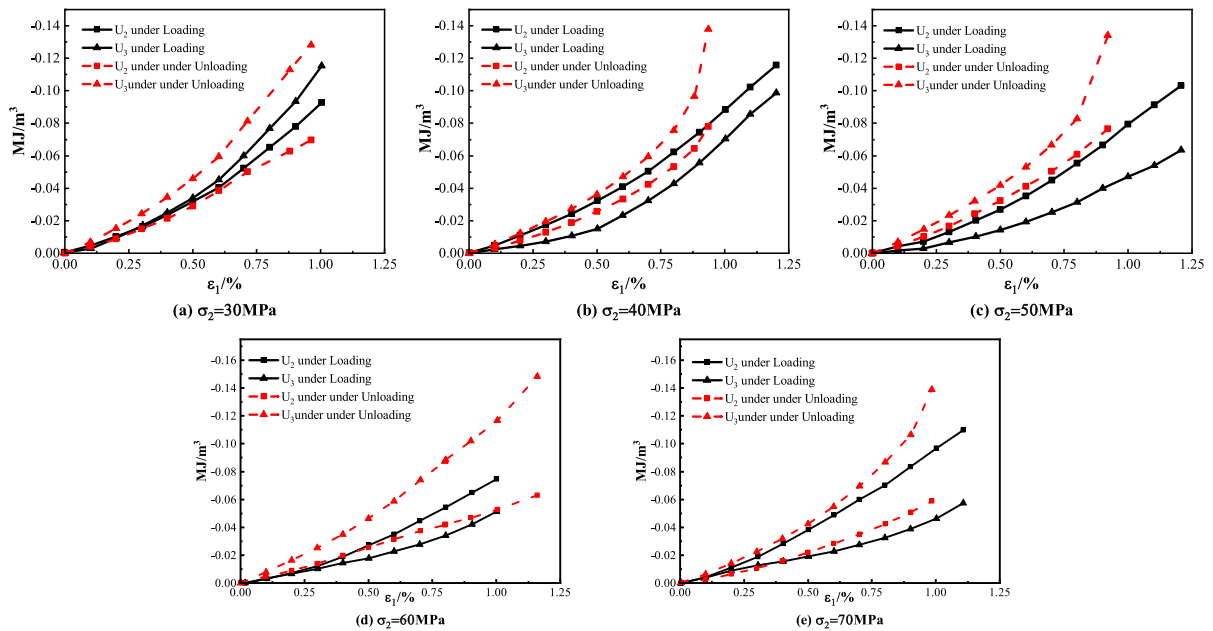 -0.14
-0.12
-0.10
-0.08
-0.06
-0.04
-0.02
0.00
MJ/m³
U₂ under Loading
U₃ under Loading
U₂ under under Unloading
U₃under under Unloading
0.00 0.25 0.50 0.75 1.00 1.25
ε₁/%
(a) σ₂=30MPa
-0.14
-0.12
-0.10
-0.08
-0.06
-0.04
-0.02
0.00
MJ/m³
U₂ under Loading
U₃ under Loading
U₂ under under Unloading
U₃under under Unloading
0.00 0.25 0.50 0.75 1.00 1.25
ε₁/%
(b) σ₂=40MPa
-0.14
-0.12
-0.10
-0.08
-0.06
-0.04
-0.02
0.00
MJ/m³
U₂ under Loading
U₃ under Loading
U₂ under under Unloading
U₃under under Unloading
0.00 0.25 0.50 0.75 1.00 1.25
ε₁/%
(c) σ₂=50MPa
-0.16
-0.14
-0.12
-0.10
-0.08
-0.06
-0.04
-0.02
0.00
MJ/m³
U₂ under Loading
U₃ under Loading
U₂ under under Unloading
U₃under under Unloading
0.00 0.25 0.50 0.75 1.00 1.25
ε₁/%
(d) σ₂=60MPa
-0.16
-0.14
-0.12
-0.10
-0.08
-0.06
-0.04
-0.02
0.00
MJ/m³
U₂ under Loading
U₃ under Loading
U₂ under under Unloading
U₃under under Unloading
0.00 0.25 0.50 0.75 1.00 1.25
ε₁/%
(e) σ₂=70MPa